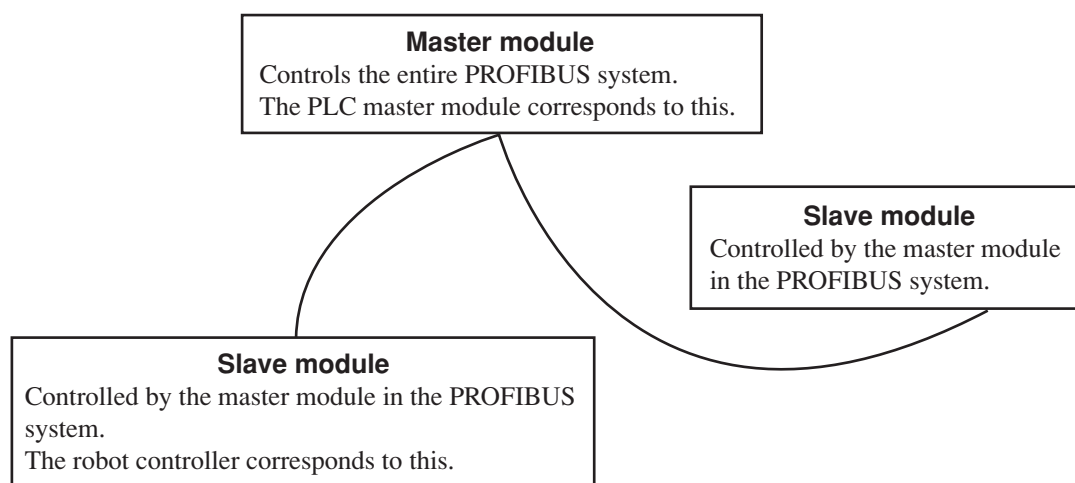 Master module
Controls the entire PROFIBUS system.
The PLC master module corresponds to this.
Slave module
Controlled by the master module
in the PROFIBUS system.
Slave module
Controlled by the master module in the PROFIBUS
system.
The robot controller corresponds to this.